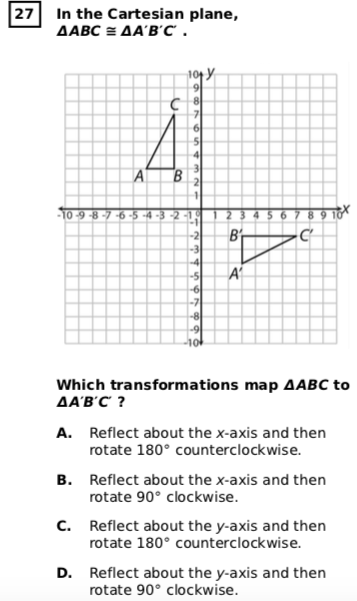 27 In the Cartesian plane,
ΔABC ≅ ΔA′B′C′ .
10 y
9
C 8
7
6
5
4
3
A B 2
1
-10 -9 -8 -7 -6 -5 -4 -3 -2 -1 0 1 2 3 4 5 6 7 8 9 10 x
-1
B′ -2 C′
-3
-4
A′ -5
-6
-7
-8
-9
-10
Which transformations map ΔABC to
ΔA′B′C′ ?
A. Reflect about the x-axis and then
rotate 180° counterclockwise.
B. Reflect about the x-axis and then
rotate 90° clockwise.
C. Reflect about the y-axis and then
rotate 180° counterclockwise.
D. Reflect about the y-axis and then
rotate 90° clockwise.